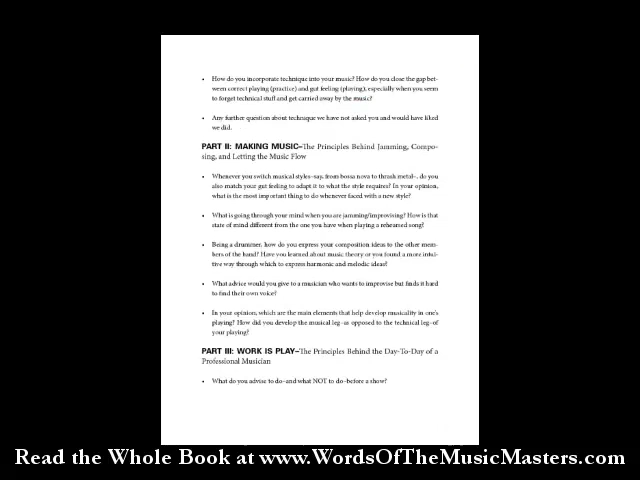 • How do you incorporate technique into your music? How do you close the gap bet-
ween correct playing (practice) and gut feeling (playing), especially when you seem
to forget technical stuff and get carried away by the music?
• Any further question about technique we have not asked you and would have liked
we did.
PART II: MAKING MUSIC–The Principles Behind Jamming, Compo-
sing, and Letting the Music Flow
• Whenever you switch musical styles–say, from bossa nova to thrash metal–, do you
also match your gut feeling to adapt it to what the style requires? In your opinion,
what is the most important thing to do whenever faced with a new style?
• What is going through your mind when you are jamming/improvising? How is that
state of mind different from the one you have when playing a rehearsed song?
• Being a drummer, how do you express your composition ideas to the other mem-
bers of the band? Have you learned about music theory or you found a more intui-
tive way through which to express harmonic and melodic ideas?
• What advice would you give to a musician who wants to improvise but finds it hard
to find their own voice?
• In your opinion, which are the main elements that help develop musicality in one's
playing? How did you develop the musical leg–as opposed to the technical leg–of
your playing?
PART III: WORK IS PLAY–The Principles Behind the Day-To-Day of a
Professional Musician
• What do you advise to do–and what NOT to do–before a show?
Read the Whole Book at www.WordsOfTheMusicMasters.com